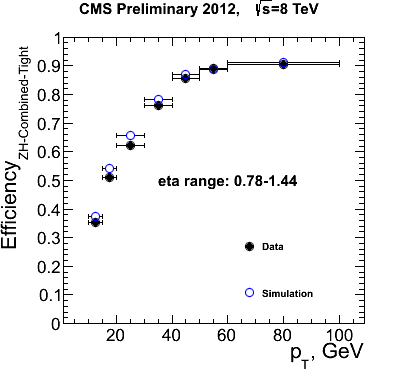 CMS Preliminary 2012, √s=8 TeV
Efficiency ZH-Combined-Tight
1
0.9
0.8
0.7
0.6
0.5
0.4
0.3
0.2
0.1
0
eta range: 0.78-1.44
Data
Simulation
20 40 60 80 100
p_T, GeV